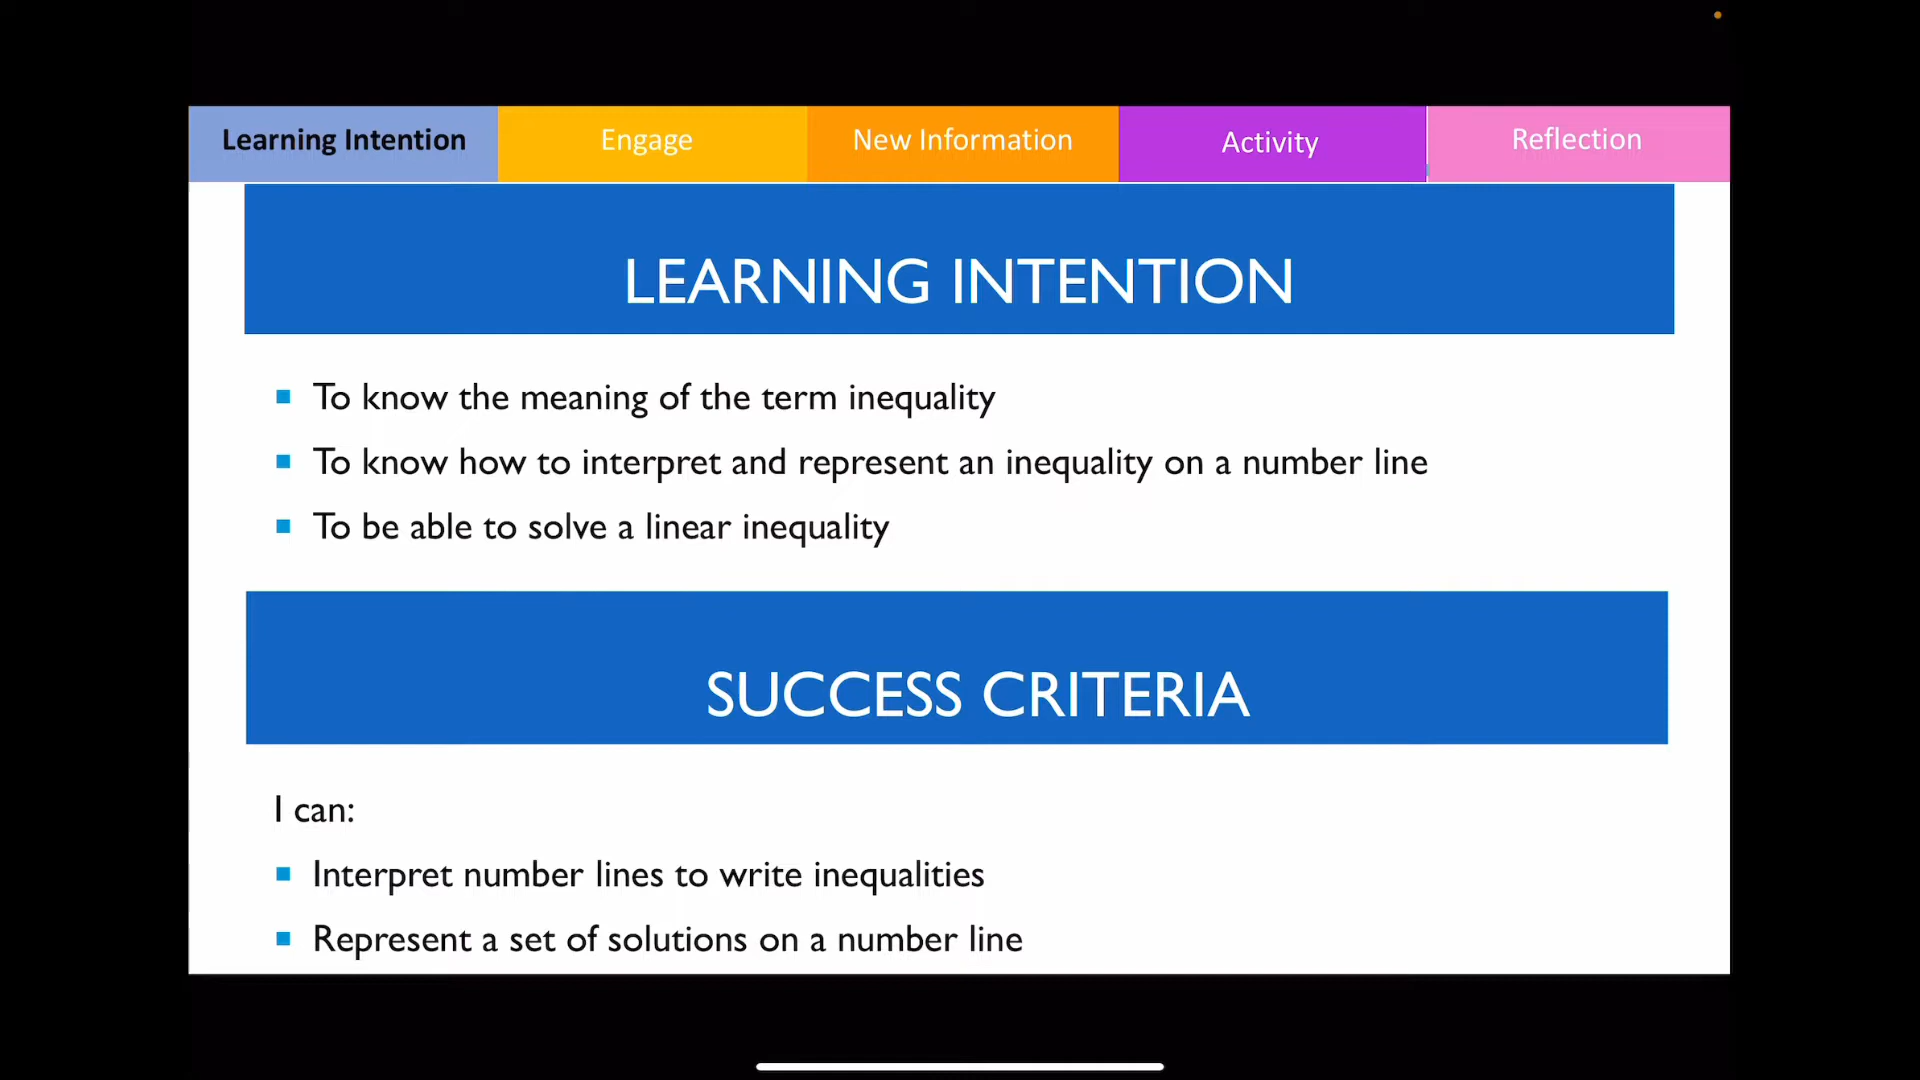 Learning Intention
Engage
New Information
Activity
Reflection
LEARNING INTENTION
To know the meaning of the term inequality
To know how to interpret and represent an inequality on a number line
To be able to solve a linear inequality
SUCCESS CRITERIA
I can:
Interpret number lines to write inequalities
Represent a set of solutions on a number line